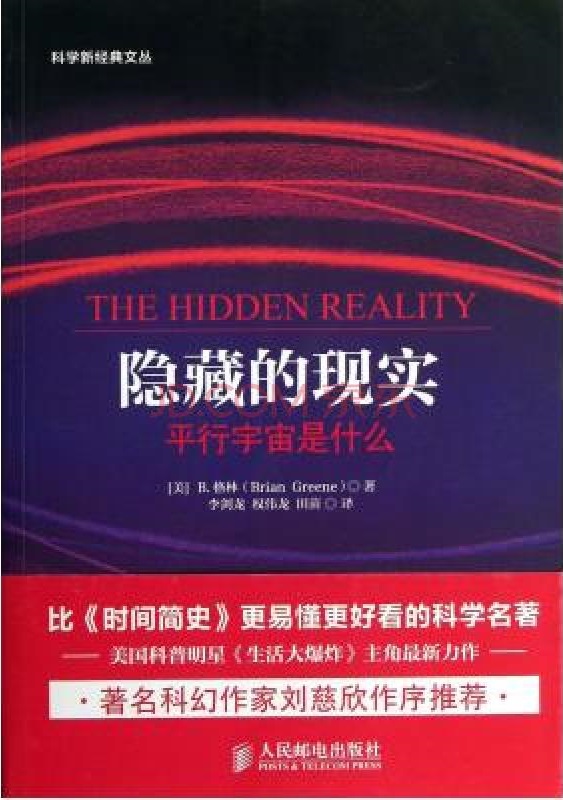 科学新经典文丛
THE HIDDEN REALITY
隐藏的现实
JD.COM 京东
平行宇宙是什么
[美] B. 格林（Brian Greene）◎ 著
李剑龙 权伟龙 田苗 ◎ 译
比《时间简史》更易懂更好看的科学名著
—— 美国科普明星《生活大爆炸》主角最新力作 ——
·著名科幻作家刘慈欣作序推荐·
人民邮电出版社
POSTS & TELECOM PRESS